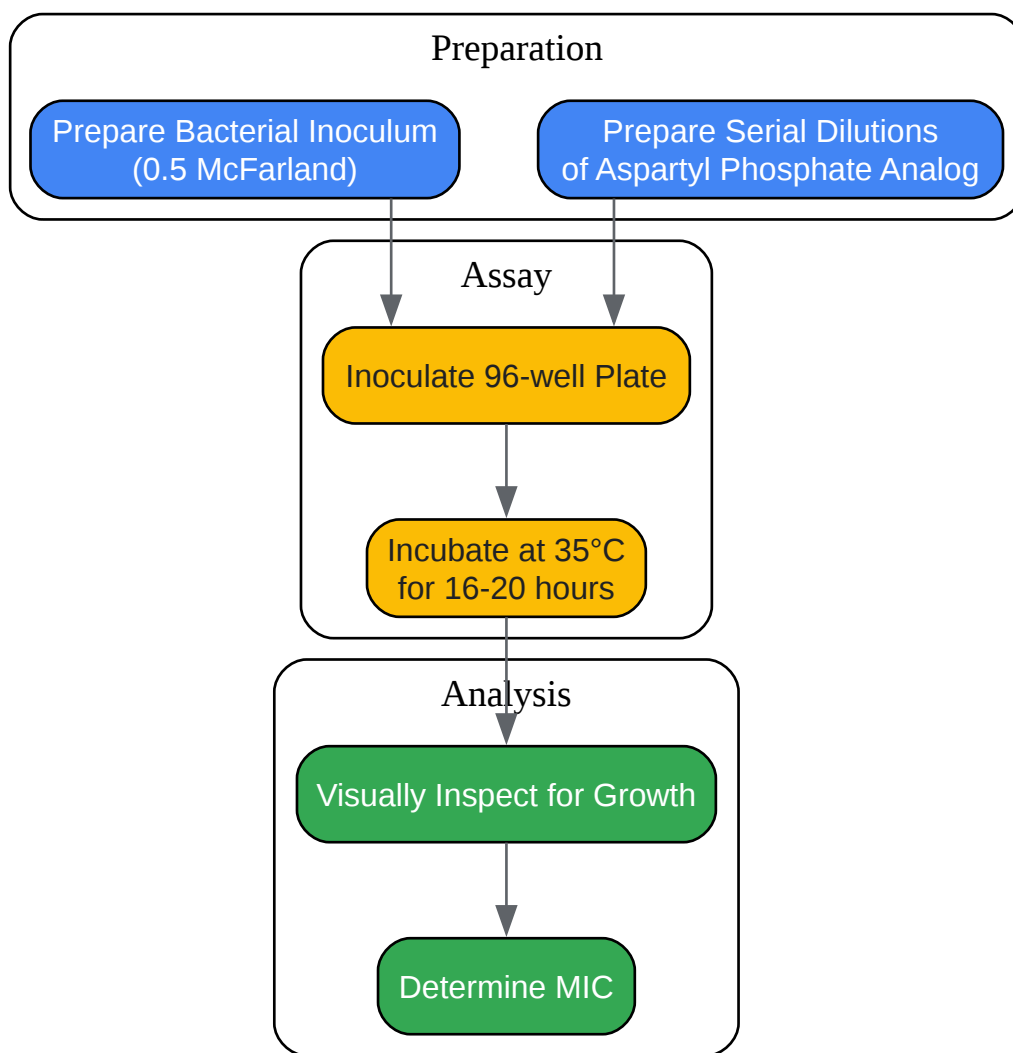 Preparation
Prepare Bacterial Inoculum
(0.5 McFarland)
Prepare Serial Dilutions
of Aspartyl Phosphate Analog
Assay
Inoculate 96-well Plate
Incubate at 35°C
for 16-20 hours
Analysis
Visually Inspect for Growth
Determine MIC